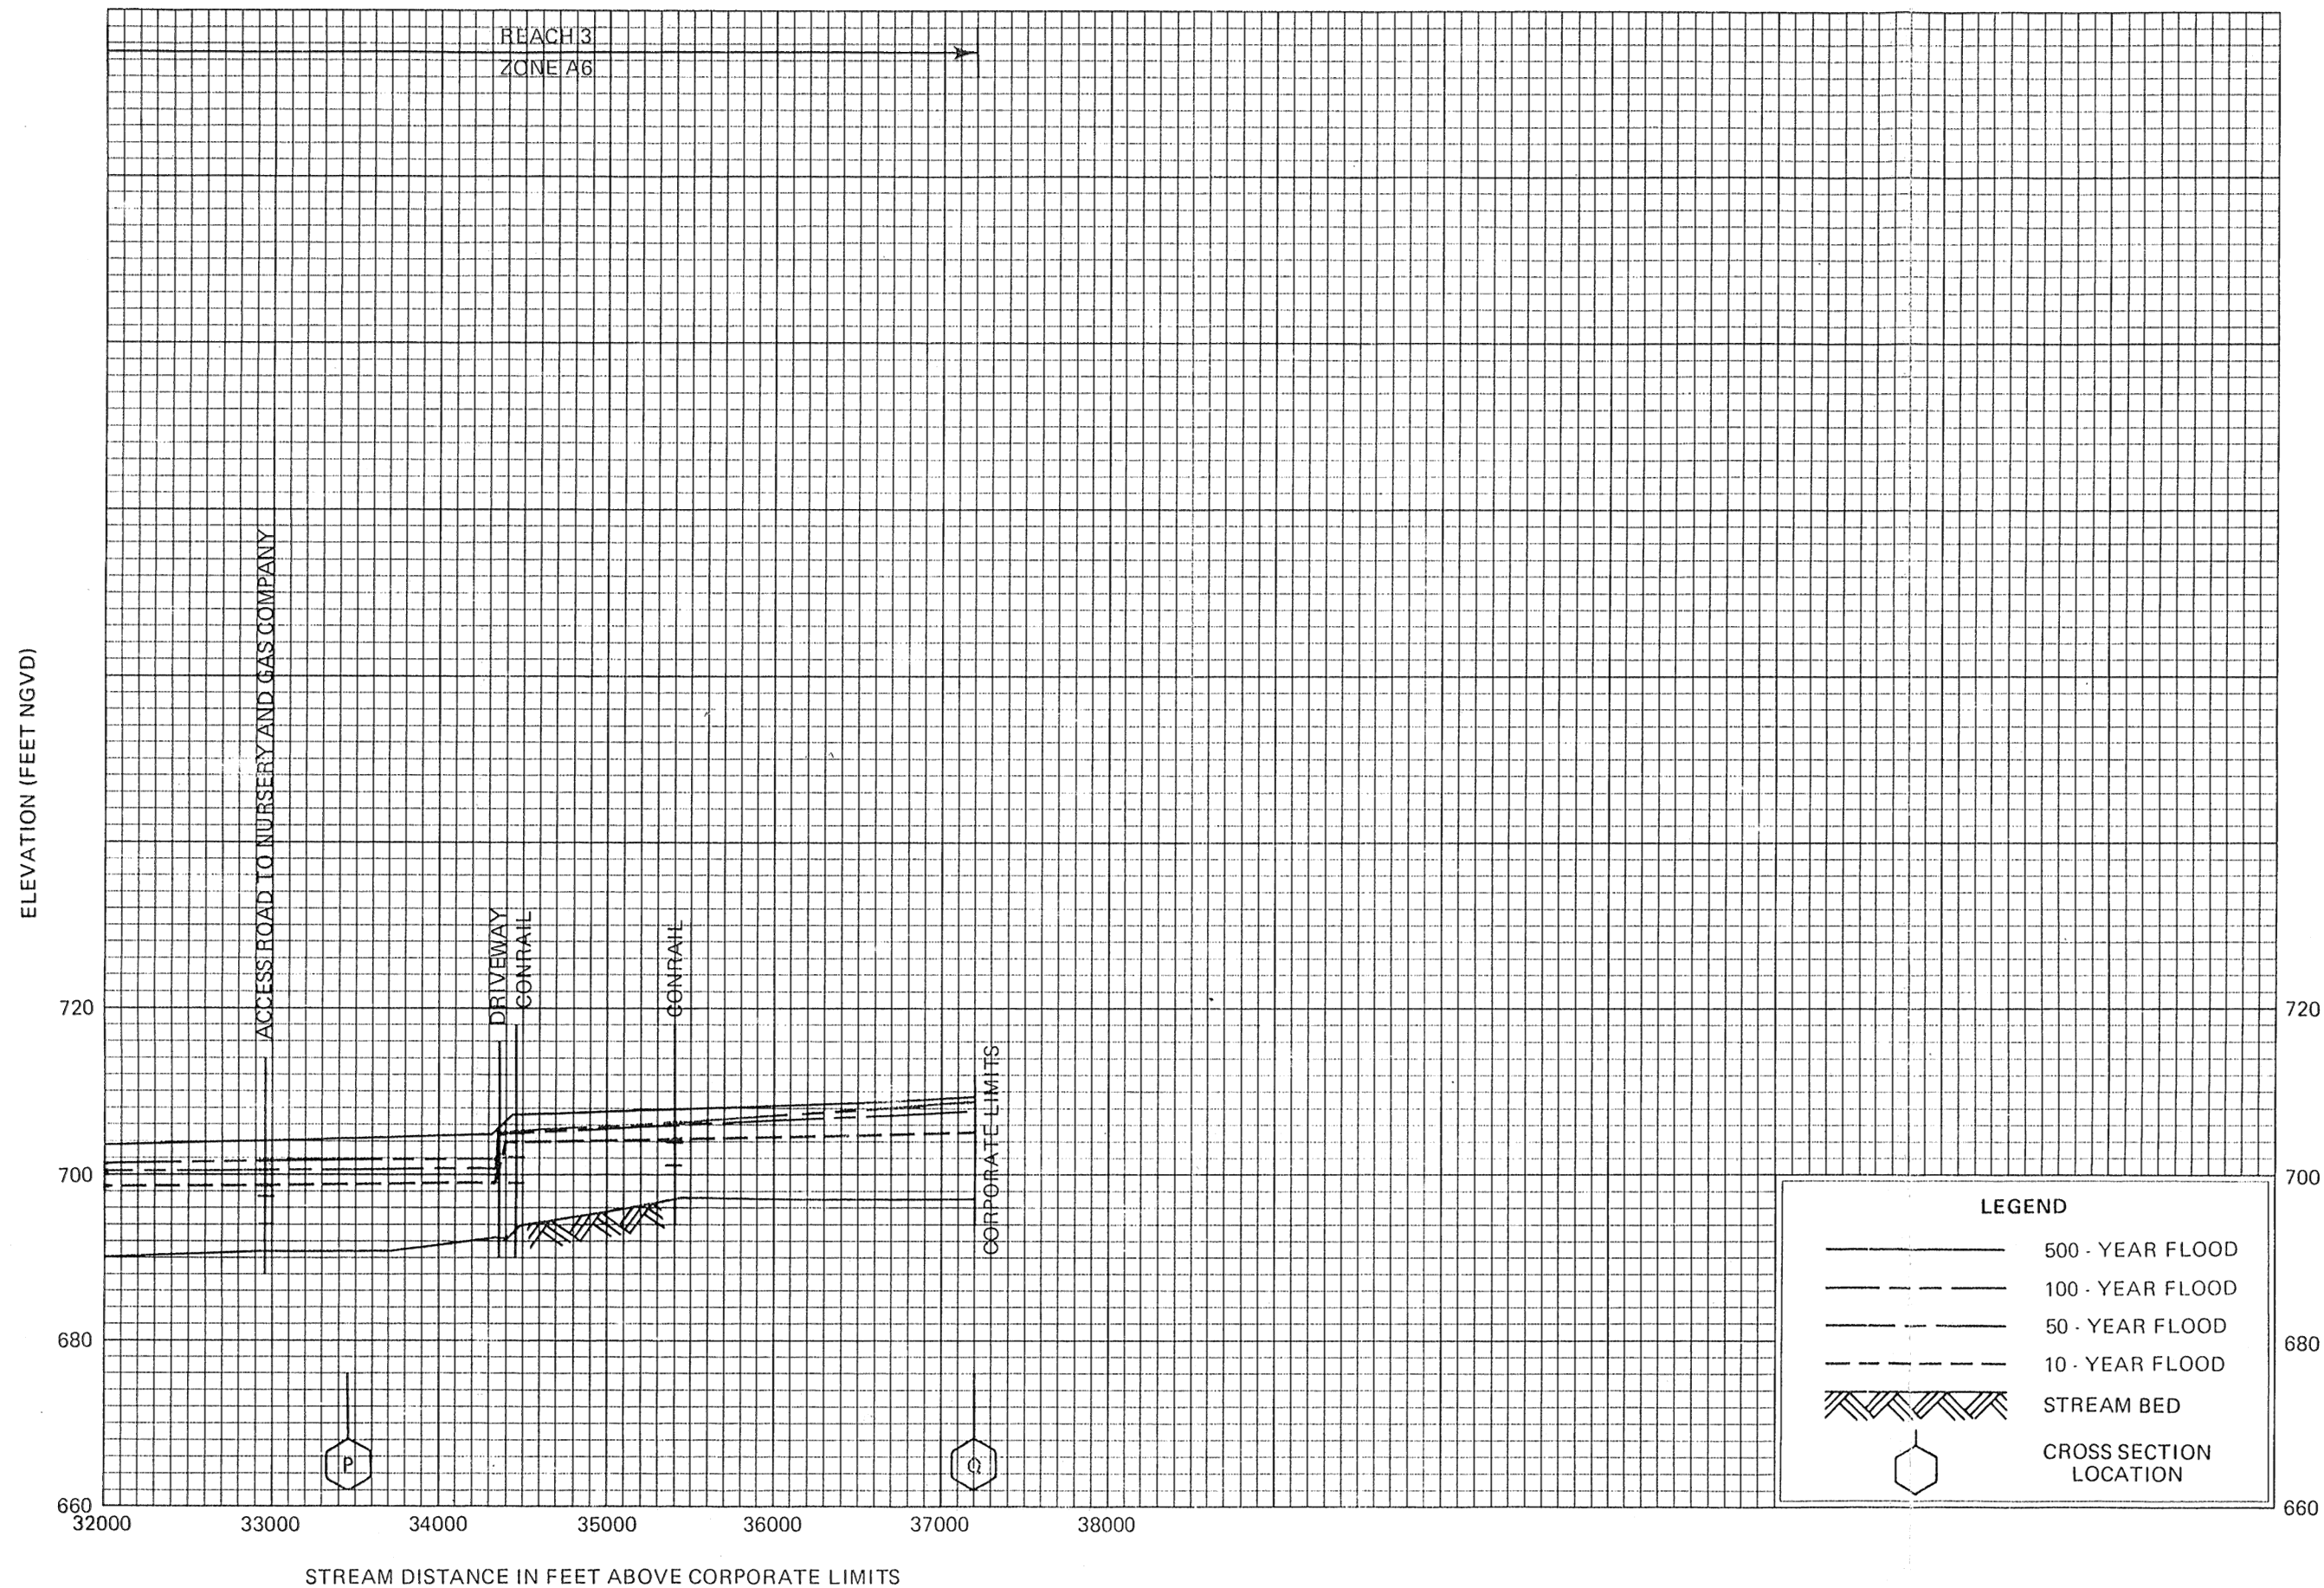 REACH 3
ZONE A6
ELEVATION (FEET NGVD)
ACCESS ROAD TO NURSERY AND GAS COMPANY
DRIVEWAY
CONRAIL
CONRAIL
CORPORATE LIMITS
720
700
680
660
720
700
680
660
P
Q
32000
33000
34000
35000
36000
37000
38000
STREAM DISTANCE IN FEET ABOVE CORPORATE LIMITS
LEGEND
500 - YEAR FLOOD
100 - YEAR FLOOD
50 - YEAR FLOOD
10 - YEAR FLOOD
STREAM BED
CROSS SECTION
LOCATION